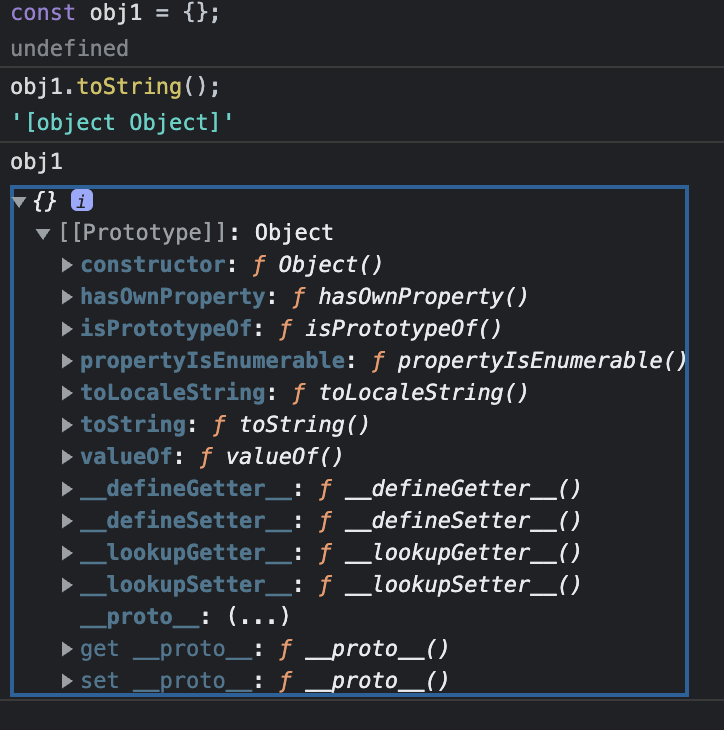 const obj1 = {};
undefined
obj1.toString();
'[object Object]'
obj1
▼{} i
▼[[Prototype]]: Object
▶constructor: ƒ Object()
▶hasOwnProperty: ƒ hasOwnProperty()
▶isPrototypeOf: ƒ isPrototypeOf()
▶propertyIsEnumerable: ƒ propertyIsEnumerable()
▶toLocaleString: ƒ toLocaleString()
▶toString: ƒ toString()
▶valueOf: ƒ valueOf()
▶__defineGetter__: ƒ __defineGetter__()
▶__defineSetter__: ƒ __defineSetter__()
▶__lookupGetter__: ƒ __lookupGetter__()
▶__lookupSetter__: ƒ __lookupSetter__()
__proto__: (...)
▶get __proto__: ƒ __proto__()
▶set __proto__: ƒ __proto__()